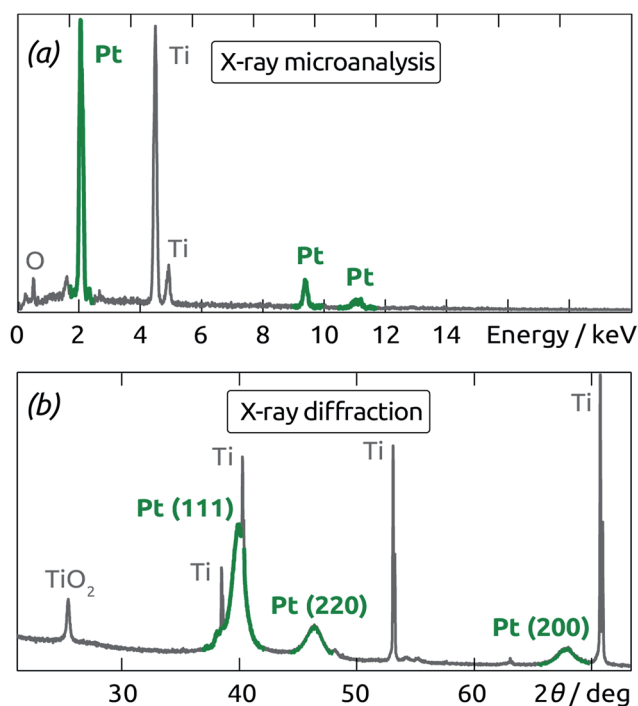 (a)
Pt
Ti
X-ray microanalysis
O
Ti
Pt
Pt
0 2 4 6 8 10 12 14 Energy / keV
(b)
X-ray diffraction
Ti
Ti
Ti
Pt (111)
Ti
TiO₂
Pt (220)
Pt (200)
30 40 50 60 2θ / deg